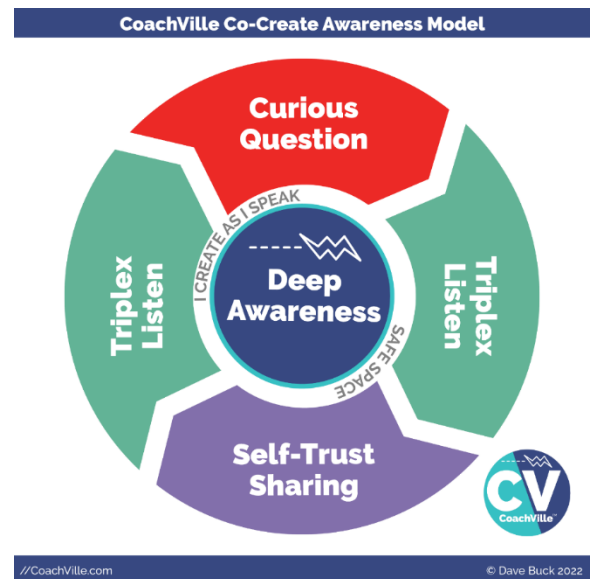 CoachVille Co-Create Awareness Model
Curious
Question
I CREATE AS I SPEAK
Triplex
Listen
Deep
Awareness
Triplex
Listen
SAFE SPACE
Self-Trust
Sharing
CV
CoachVille™
//CoachVille.com
© Dave Buck 2022